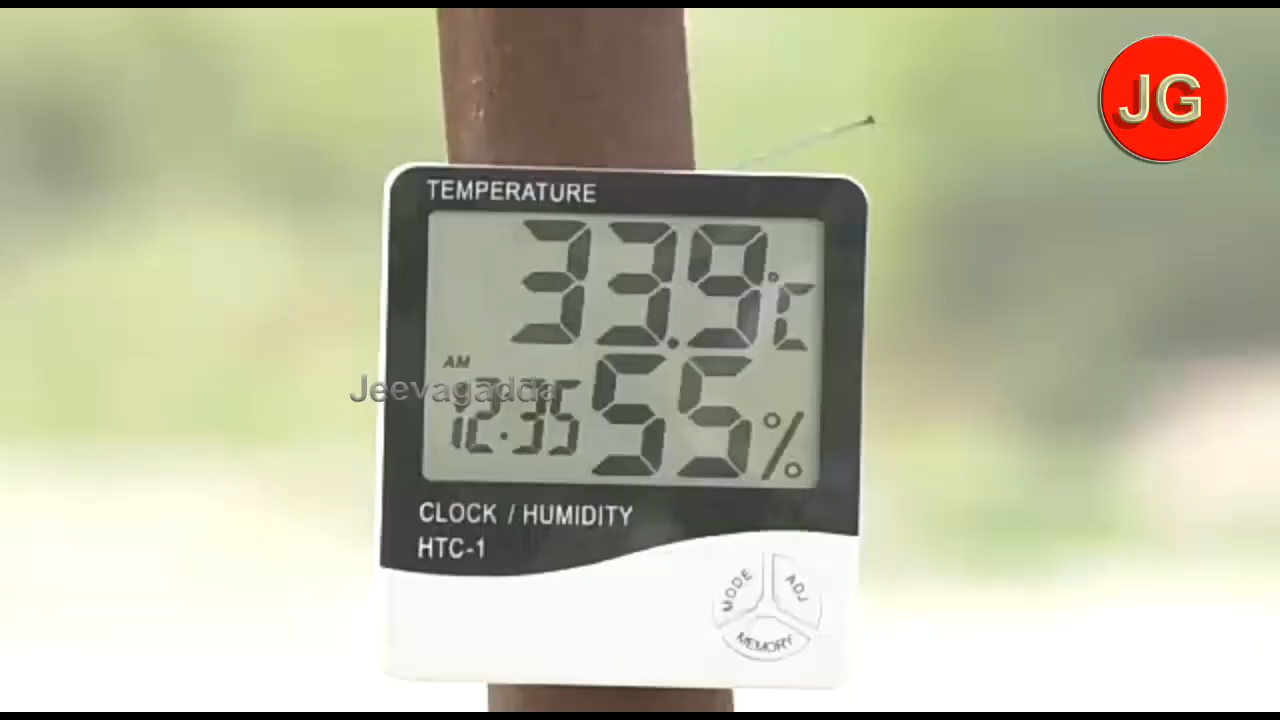 JG
TEMPERATURE
33.9°C
AM
Jeevagadda
12:35 55%
CLOCK / HUMIDITY
HTC-1
MODE ADJ
MEMORY